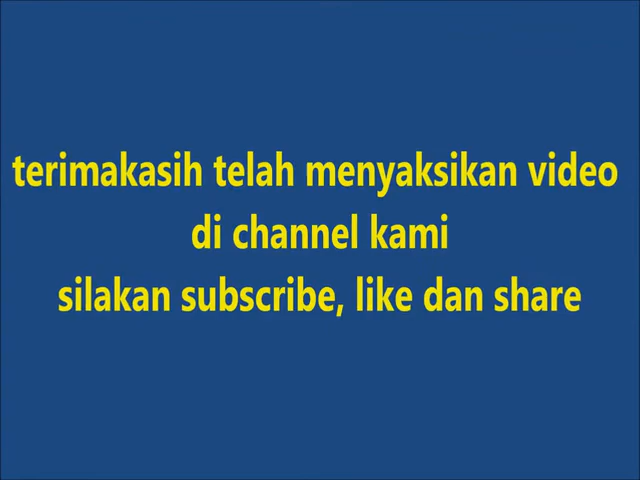 terimakasih telah menyaksikan video
di channel kami
silakan subscribe, like dan share